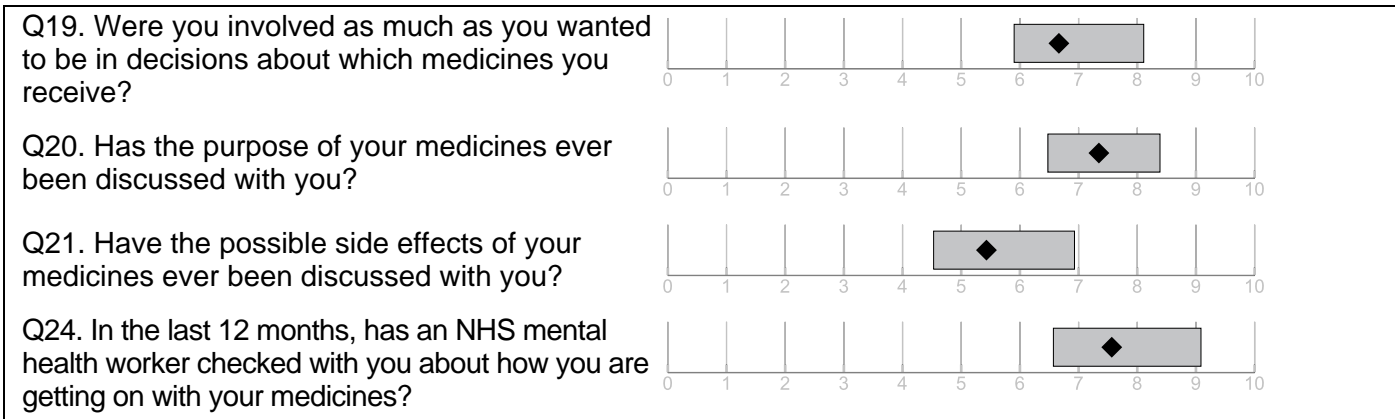 Q19. Were you involved as much as you wanted
to be in decisions about which medicines you
receive?
0 1 2 3 4 5 6 7 8 9 10
Q20. Has the purpose of your medicines ever
been discussed with you?
0 1 2 3 4 5 6 7 8 9 10
Q21. Have the possible side effects of your
medicines ever been discussed with you?
0 1 2 3 4 5 6 7 8 9 10
Q24. In the last 12 months, has an NHS mental
health worker checked with you about how you are
getting on with your medicines?
0 1 2 3 4 5 6 7 8 9 10